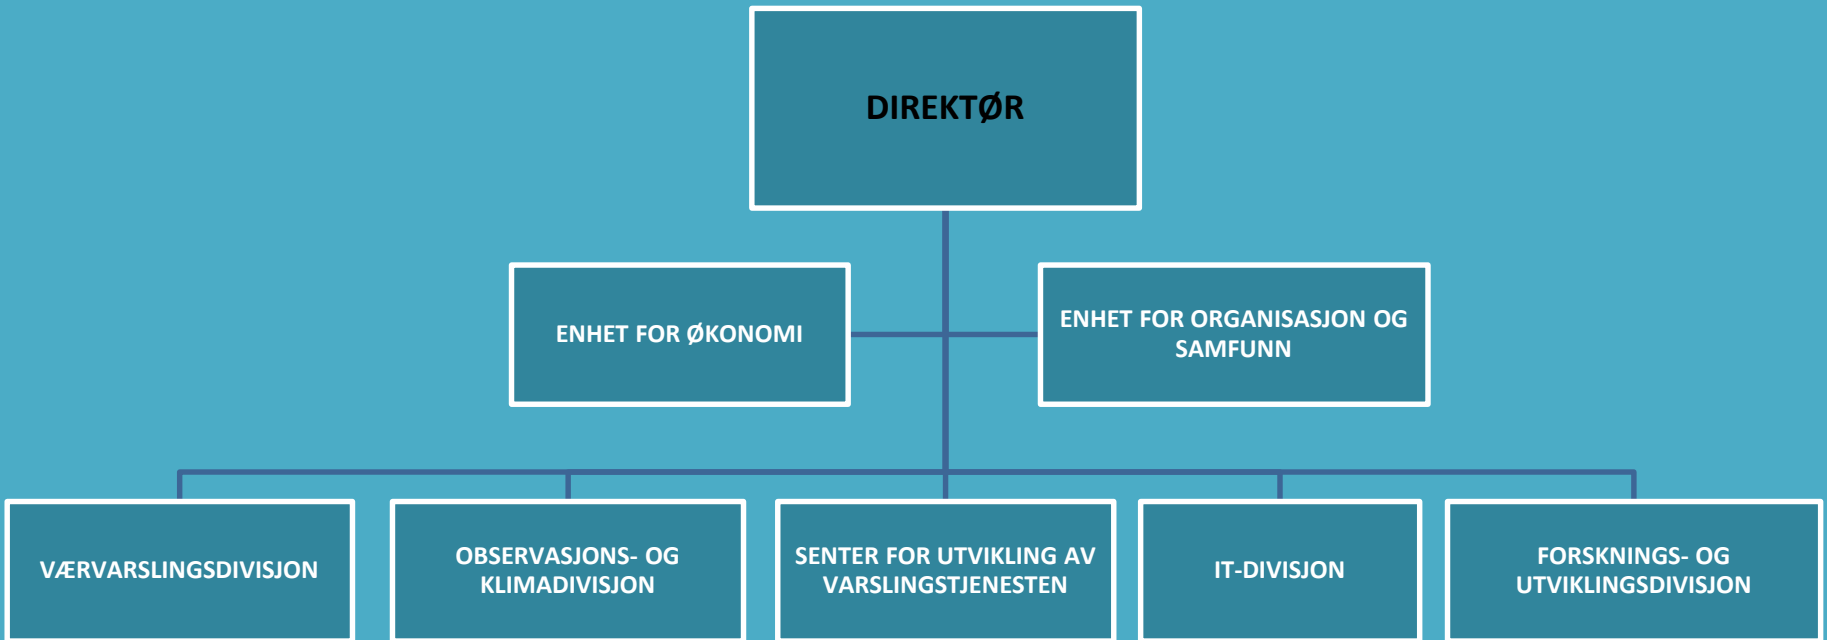 DIREKTØR
ENHET FOR ØKONOMI
ENHET FOR ORGANISASJON OG
SAMFUNN
VÆRVARSLINGSDIVISJON
OBSERVASJONS- OG
KLIMADIVISJON
SENTER FOR UTVIKLING AV
VARSLINGSTJENESTEN
IT-DIVISJON
FORSKNINGS- OG
UTVIKLINGSDIVISJON